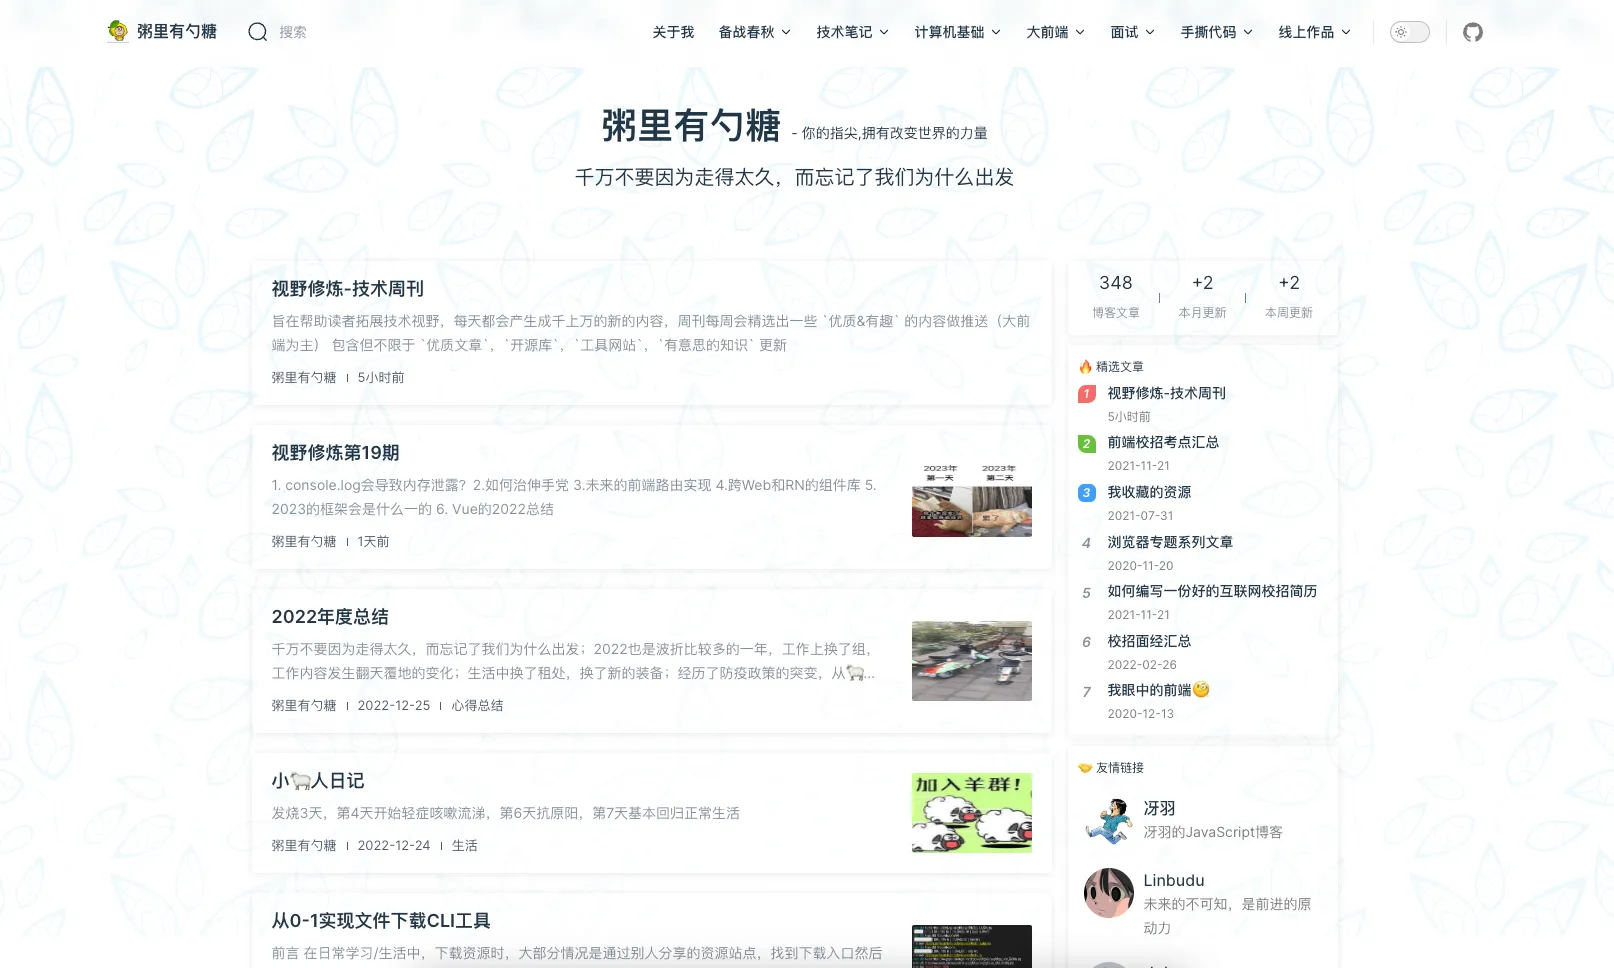 粥里有勺糖
搜索
关于我
备战春秋
技术笔记
计算机基础
大前端
面试
手撕代码
线上作品
粥里有勺糖 - 你的指尖,拥有改变世界的力量
千万不要因为走得太久，而忘记了我们为什么出发
视野修炼-技术周刊
旨在帮助读者拓展技术视野，每天都会产生成千上万的新的内容，周刊每周会精选出一些 `优质&有趣` 的内容做推送（大前
端为主） 包含但不限于 `优质文章`，`开源库`，`工具网站`，`有意思的知识` 更新
粥里有勺糖 5小时前
视野修炼第19期
1. console.log会导致内存泄露？2.如何治伸手党 3.未来的前端路由实现 4.跨Web和RN的组件库 5.
2023的框架会是什么一的 6. Vue的2022总结
粥里有勺糖 1天前
2023年 2023年
第一天 第二天
2022年度总结
千万不要因为走得太久，而忘记了我们为什么出发；2022也是波折比较多的一年，工作上换了组，
工作内容发生翻天覆地的变化；生活中换了租处，换了新的装备；经历了防疫政策的突变，从🐑...
粥里有勺糖 2022-12-25 心得总结
小🐑人日记
发烧3天，第4天开始轻症咳嗽流涕，第6天抗原阳，第7天基本回归正常生活
粥里有勺糖 2022-12-24 生活
加入羊群!
从0-1实现文件下载CLI工具
前言 在日常学习/生活中，下载资源时，大部分情况是通过别人分享的资源站点，找到下载入口然后
348 +2 +2
博客文章 本月更新 本周更新
🔥 精选文章
1 视野修炼-技术周刊
5小时前
2 前端校招考点汇总
2021-11-21
3 我收藏的资源
2021-07-31
4 浏览器专题系列文章
2020-11-20
5 如何编写一份好的互联网校招简历
2021-11-21
6 校招面经汇总
2022-02-26
7 我眼中的前端🧐
2020-12-13
🤝 友情链接
冴羽
冴羽的JavaScript博客
Linbudu
未来的不可知，是前进的原
动力